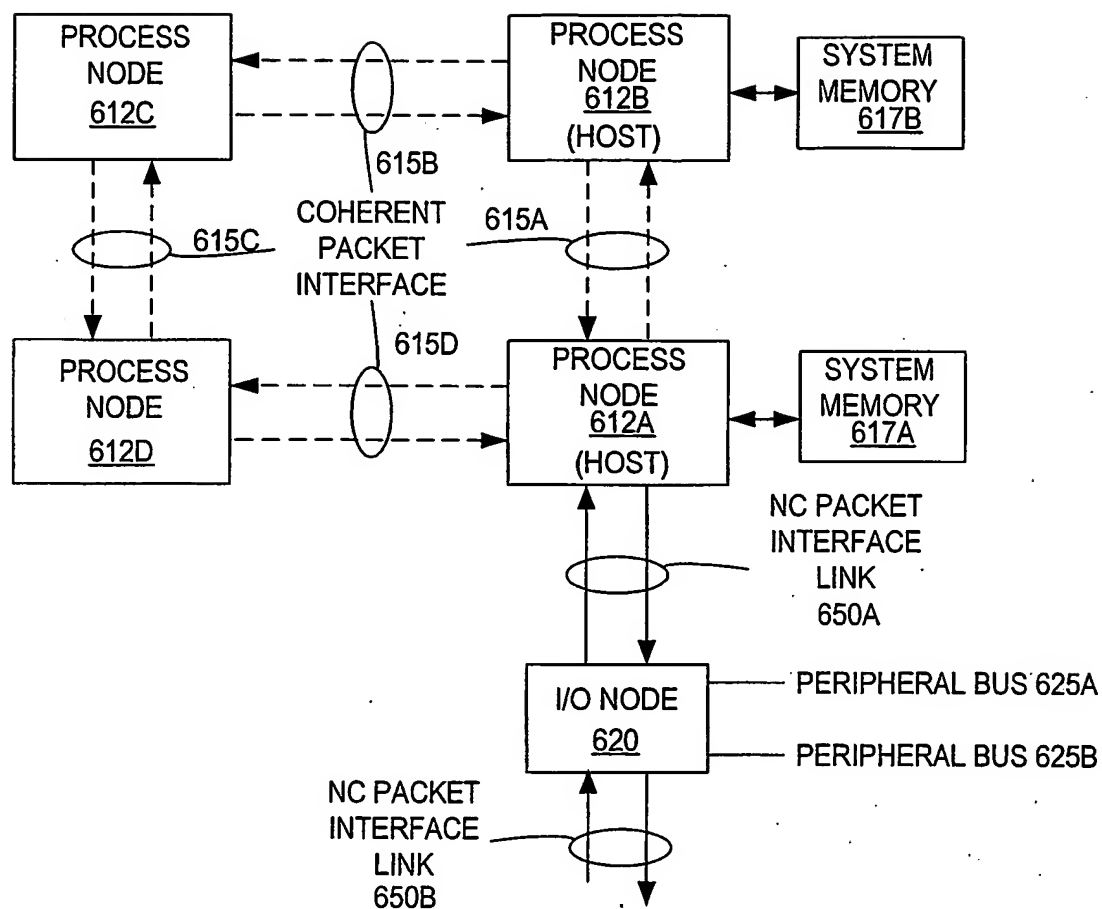 PROCESS
NODE
612C
PROCESS
NODE
612B
(HOST)
SYSTEM
MEMORY
617B
615B
COHERENT
PACKET
INTERFACE
615A
615C
615D
PROCESS
NODE
612D
PROCESS
NODE
612A
(HOST)
SYSTEM
MEMORY
617A
NC PACKET
INTERFACE
LINK
650A
I/O NODE
620
PERIPHERAL BUS 625A
PERIPHERAL BUS 625B
NC PACKET
INTERFACE
LINK
650B